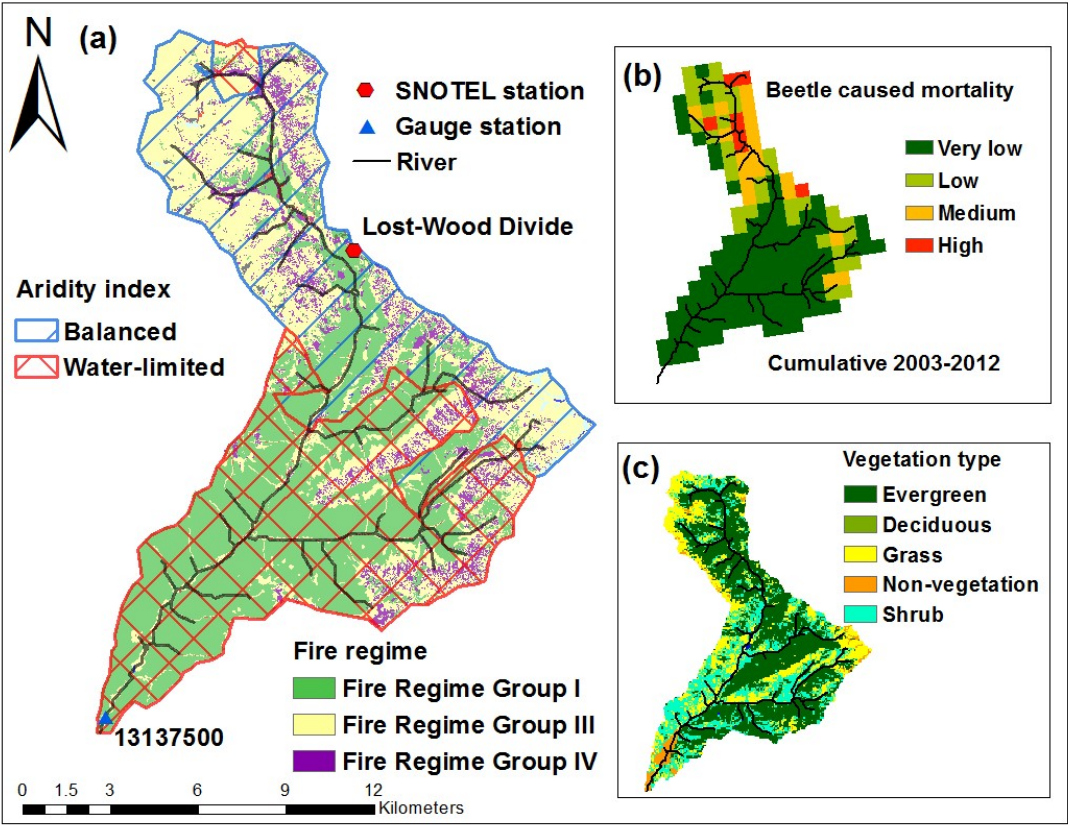 N
(a)
SNOTEL station
Gauge station
River
Lost-Wood Divide
Aridity index
Balanced
Water-limited
Fire regime
Fire Regime Group I
Fire Regime Group III
Fire Regime Group IV
13137500
0 1.5 3 6 9 12
Kilometers
(b)
Beetle caused mortality
Very low
Low
Medium
High
Cumulative 2003-2012
(c)
Vegetation type
Evergreen
Deciduous
Grass
Non-vegetation
Shrub